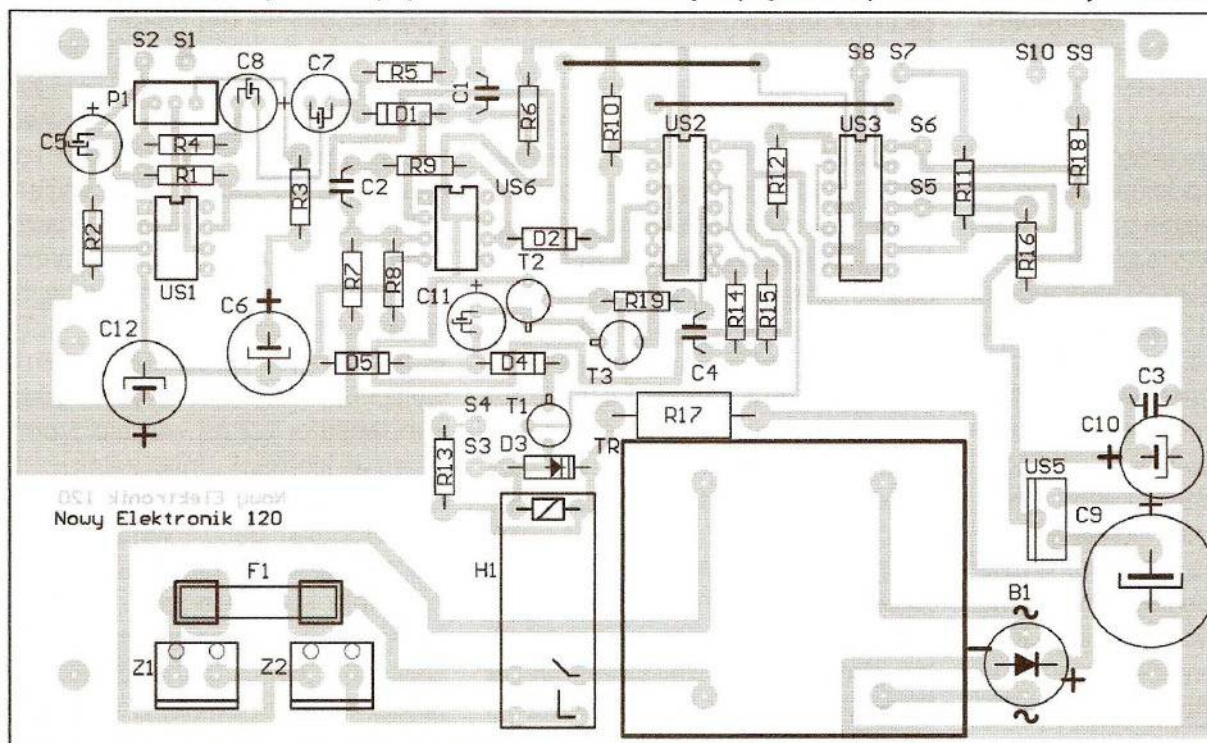 S2 S1
C8
C7
S8 S7
S10 S9
P1
R5
C1
R6
R10
D1
C5
R4
US2
US3
S6
R18
R1
R9
R12
C2
US6
R3
S5
R11
R2
D2
R16
US1
R7
R8
T2
C11
R19
R14
R15
C6
C12
T3
C4
D5
D4
C3
T1
S4
R17
C10
S3
D3
TR
R13
US5
Nowy Elektronik 120
Nowy Elektronik 120
C9
F1
H1
B1
Z1
Z2